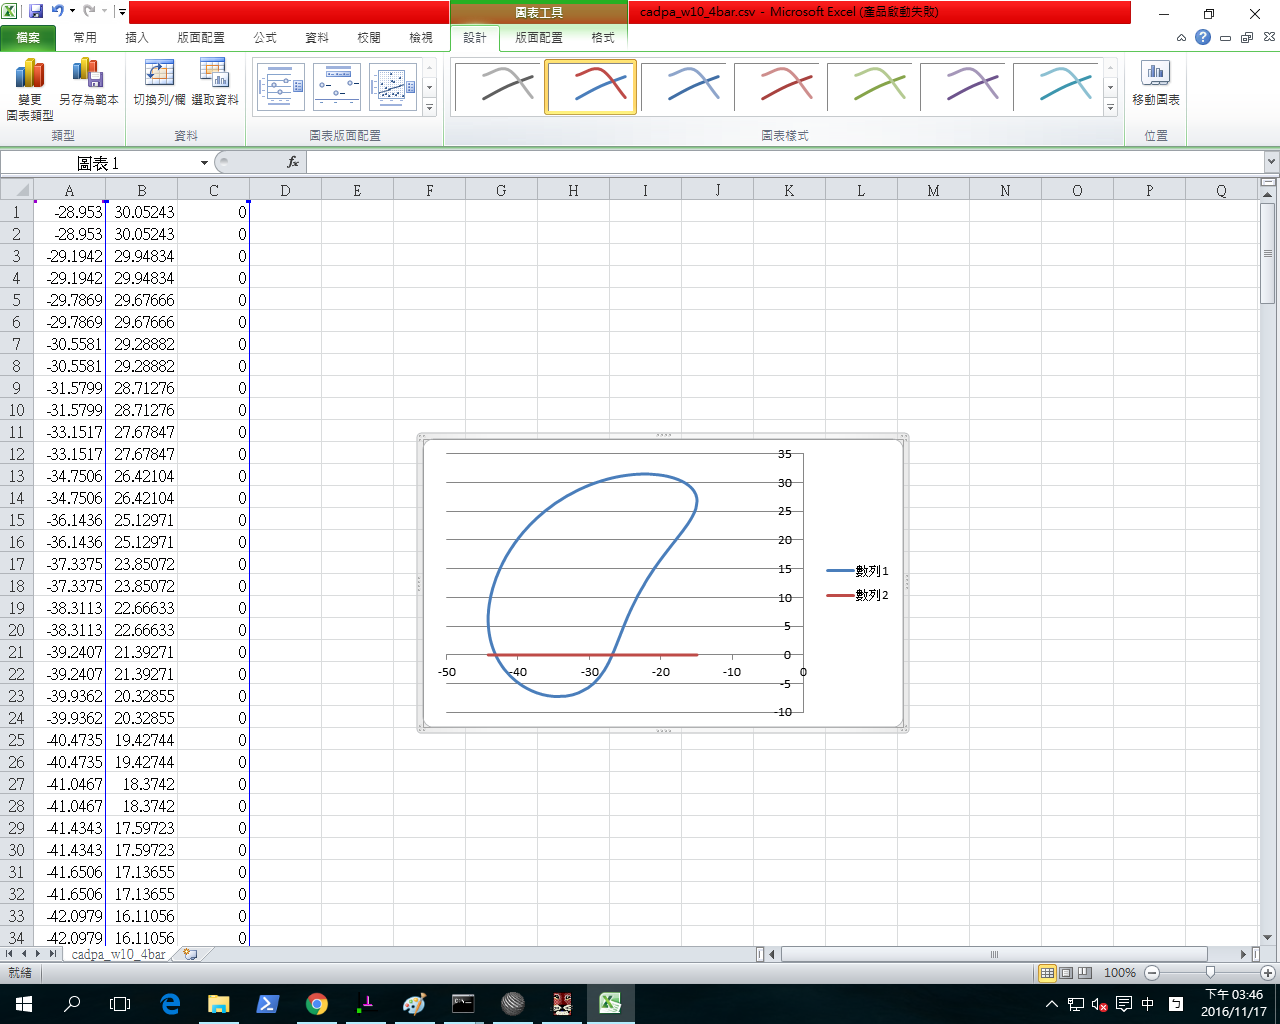 圖表工具
cadpa_w10_4bar.csv - Microsoft Excel (產品啟動失敗)
檔案 常用 插入 版面配置 公式 資料 校閱 檢視 設計 版面配置 格式
變更
圖表類型 另存為範本 切換列/欄 選取資料 移動圖表
類型 資料 圖表版面配置 圖表樣式 位置
圖表 1 fx
A B C D E F G H I J K L M N O P Q
1 -28.953 30.05243 0
2 -28.953 30.05243 0
3 -29.1942 29.94834 0
4 -29.1942 29.94834 0
5 -29.7869 29.67666 0
6 -29.7869 29.67666 0
7 -30.5581 29.28882 0
8 -30.5581 29.28882 0
9 -31.5799 28.71276 0
10 -31.5799 28.71276 0
11 -33.1517 27.67847 0
12 -33.1517 27.67847 0
13 -34.7506 26.42104 0
14 -34.7506 26.42104 0
15 -36.1436 25.12971 0
16 -36.1436 25.12971 0
17 -37.3375 23.85072 0
18 -37.3375 23.85072 0
19 -38.3113 22.66633 0
20 -38.3113 22.66633 0
21 -39.2407 21.39271 0
22 -39.2407 21.39271 0
23 -39.9362 20.32855 0
24 -39.9362 20.32855 0
25 -40.4735 19.42744 0
26 -40.4735 19.42744 0
27 -41.0467 18.3742 0
28 -41.0467 18.3742 0
29 -41.4343 17.59723 0
30 -41.4343 17.59723 0
31 -41.6506 17.13655 0
32 -41.6506 17.13655 0
33 -42.0979 16.11056 0
34 -42.0979 16.11056 0
35
30
25
20
15
10
5
0
-50 -40 -30 -20 -10 0
-5
-10
數列1
數列2
cadpa_w10_4bar
就緒 100%
中
下午 03:46
2016/11/17